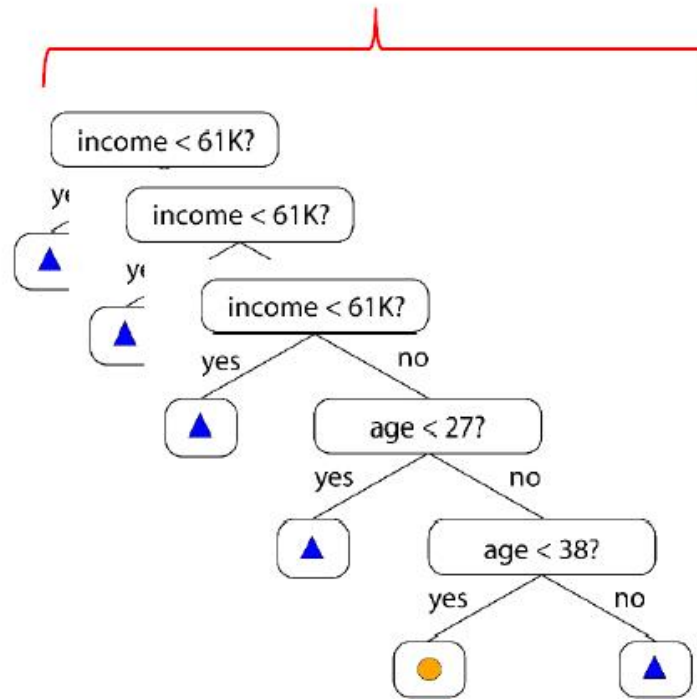 income < 61K?
income < 61K?
income < 61K?
yes no
age < 27?
yes no
age < 38?
yes no